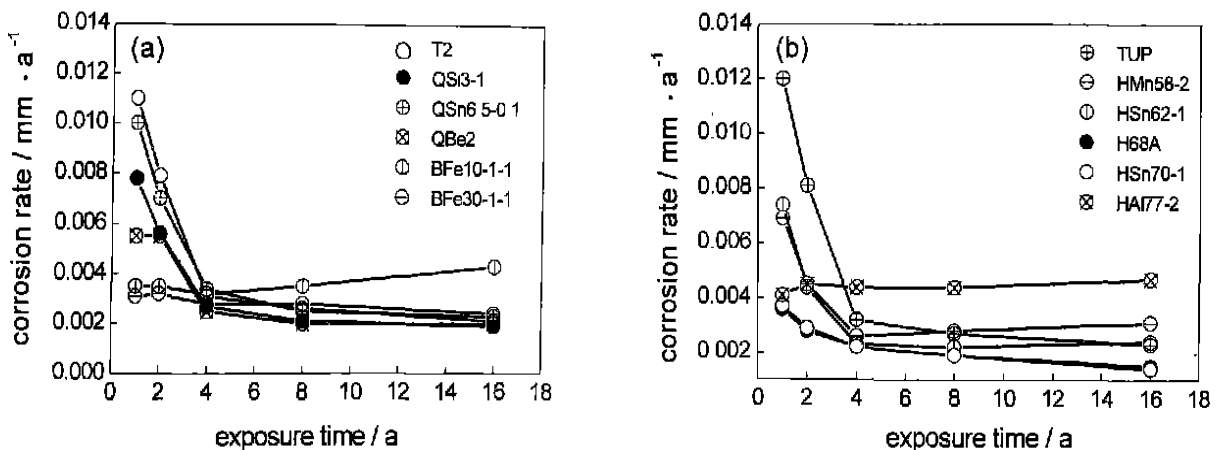 (a)
T2
QSi3-1
QSn6 5-0 1
QBe2
BFe10-1-1
BFe30-1-1
corrosion rate / mm · a⁻¹
0.014
0.012
0.010
0.008
0.006
0.004
0.002
0.000
0 2 4 6 8 10 12 14 16 18
exposure time / a
(b)
TUP
HMn58-2
HSn62-1
H68A
HSn70-1
HAl77-2
corrosion rate / mm · a⁻¹
0.014
0.012
0.010
0.008
0.006
0.004
0.002
0 2 4 6 8 10 12 14 16 18
exposure time / a